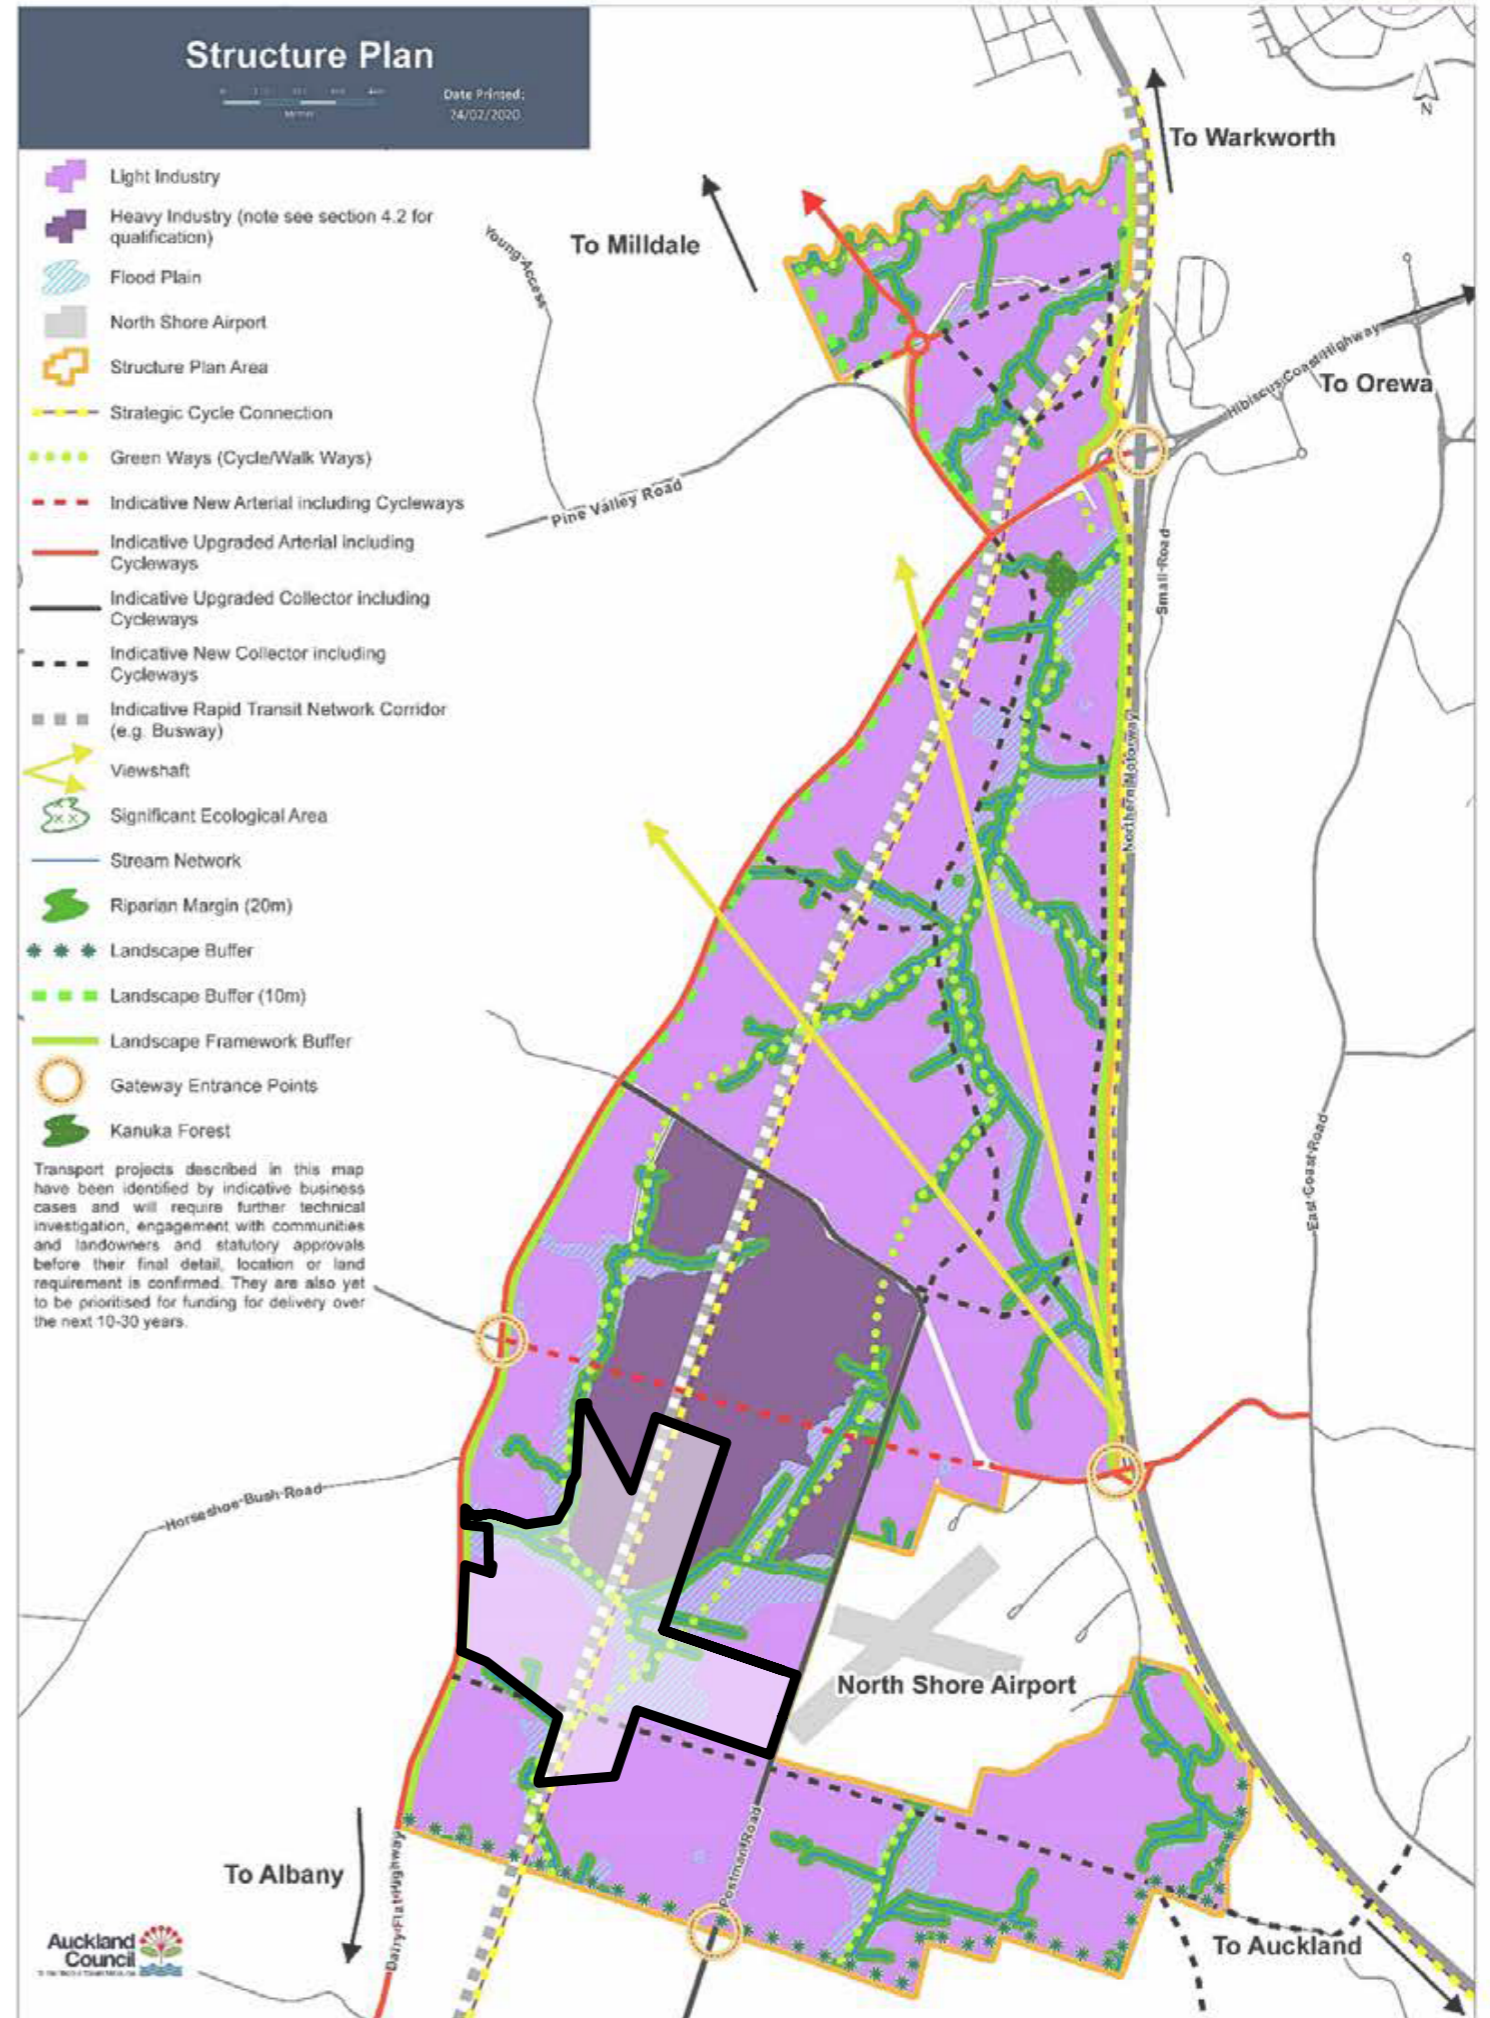 Structure Plan
Date Printed:
24/02/2020
Light Industry
Heavy Industry (note see section 4.2 for
qualification)
Flood Plain
North Shore Airport
Structure Plan Area
Strategic Cycle Connection
Green Ways (Cycle/Walk Ways)
Indicative New Arterial including Cycleways
Indicative Upgraded Arterial including
Cycleways
Indicative Upgraded Collector including
Cycleways
Indicative New Collector including
Cycleways
Indicative Rapid Transit Network Corridor
(e.g. Busway)
Viewshaft
Significant Ecological Area
Stream Network
Riparian Margin (20m)
Landscape Buffer
Landscape Buffer (10m)
Landscape Framework Buffer
Gateway Entrance Points
Kanuka Forest
Transport projects described in this map
have been identified by indicative business
cases and will require further technical
investigation, engagement with communities
and landowners and statutory approvals
before their final detail, location or land
requirement is confirmed. They are also yet
to be prioritised for funding for delivery over
the next 10-30 years.
N
To Warkworth
To Milldale
Young Access
Hibiscus Coast Highway
To Orewa
Pine Valley Road
Small Road
Northern Motorway
East Coast Road
Horseshoe Bush Road
North Shore Airport
Postman Road
Dairy Flat Highway
To Albany
To Auckland
Auckland
Council